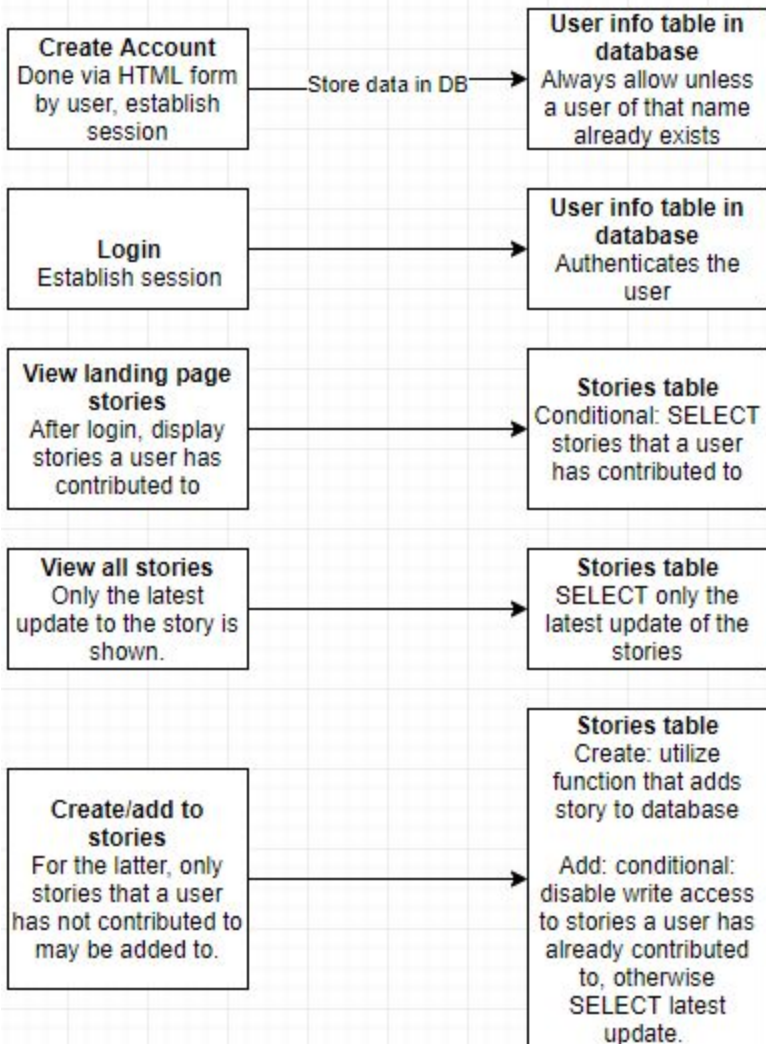 Create Account
Done via HTML form
by user, establish
session
Store data in DB
User info table in
database
Always allow unless
a user of that name
already exists
Login
Establish session
User info table in
database
Authenticates the
user
View landing page
stories
After login, display
stories a user has
contributed to
Stories table
Conditional: SELECT
stories that a user
has contributed to
View all stories
Only the latest
update to the story is
shown.
Stories table
SELECT only the
latest update of the
stories
Create/add to
stories
For the latter, only
stories that a user
has not contributed to
may be added to.
Stories table
Create: utilize
function that adds
story to database
Add: conditional:
disable write access
to stories a user has
already contributed
to, otherwise
SELECT latest
update.